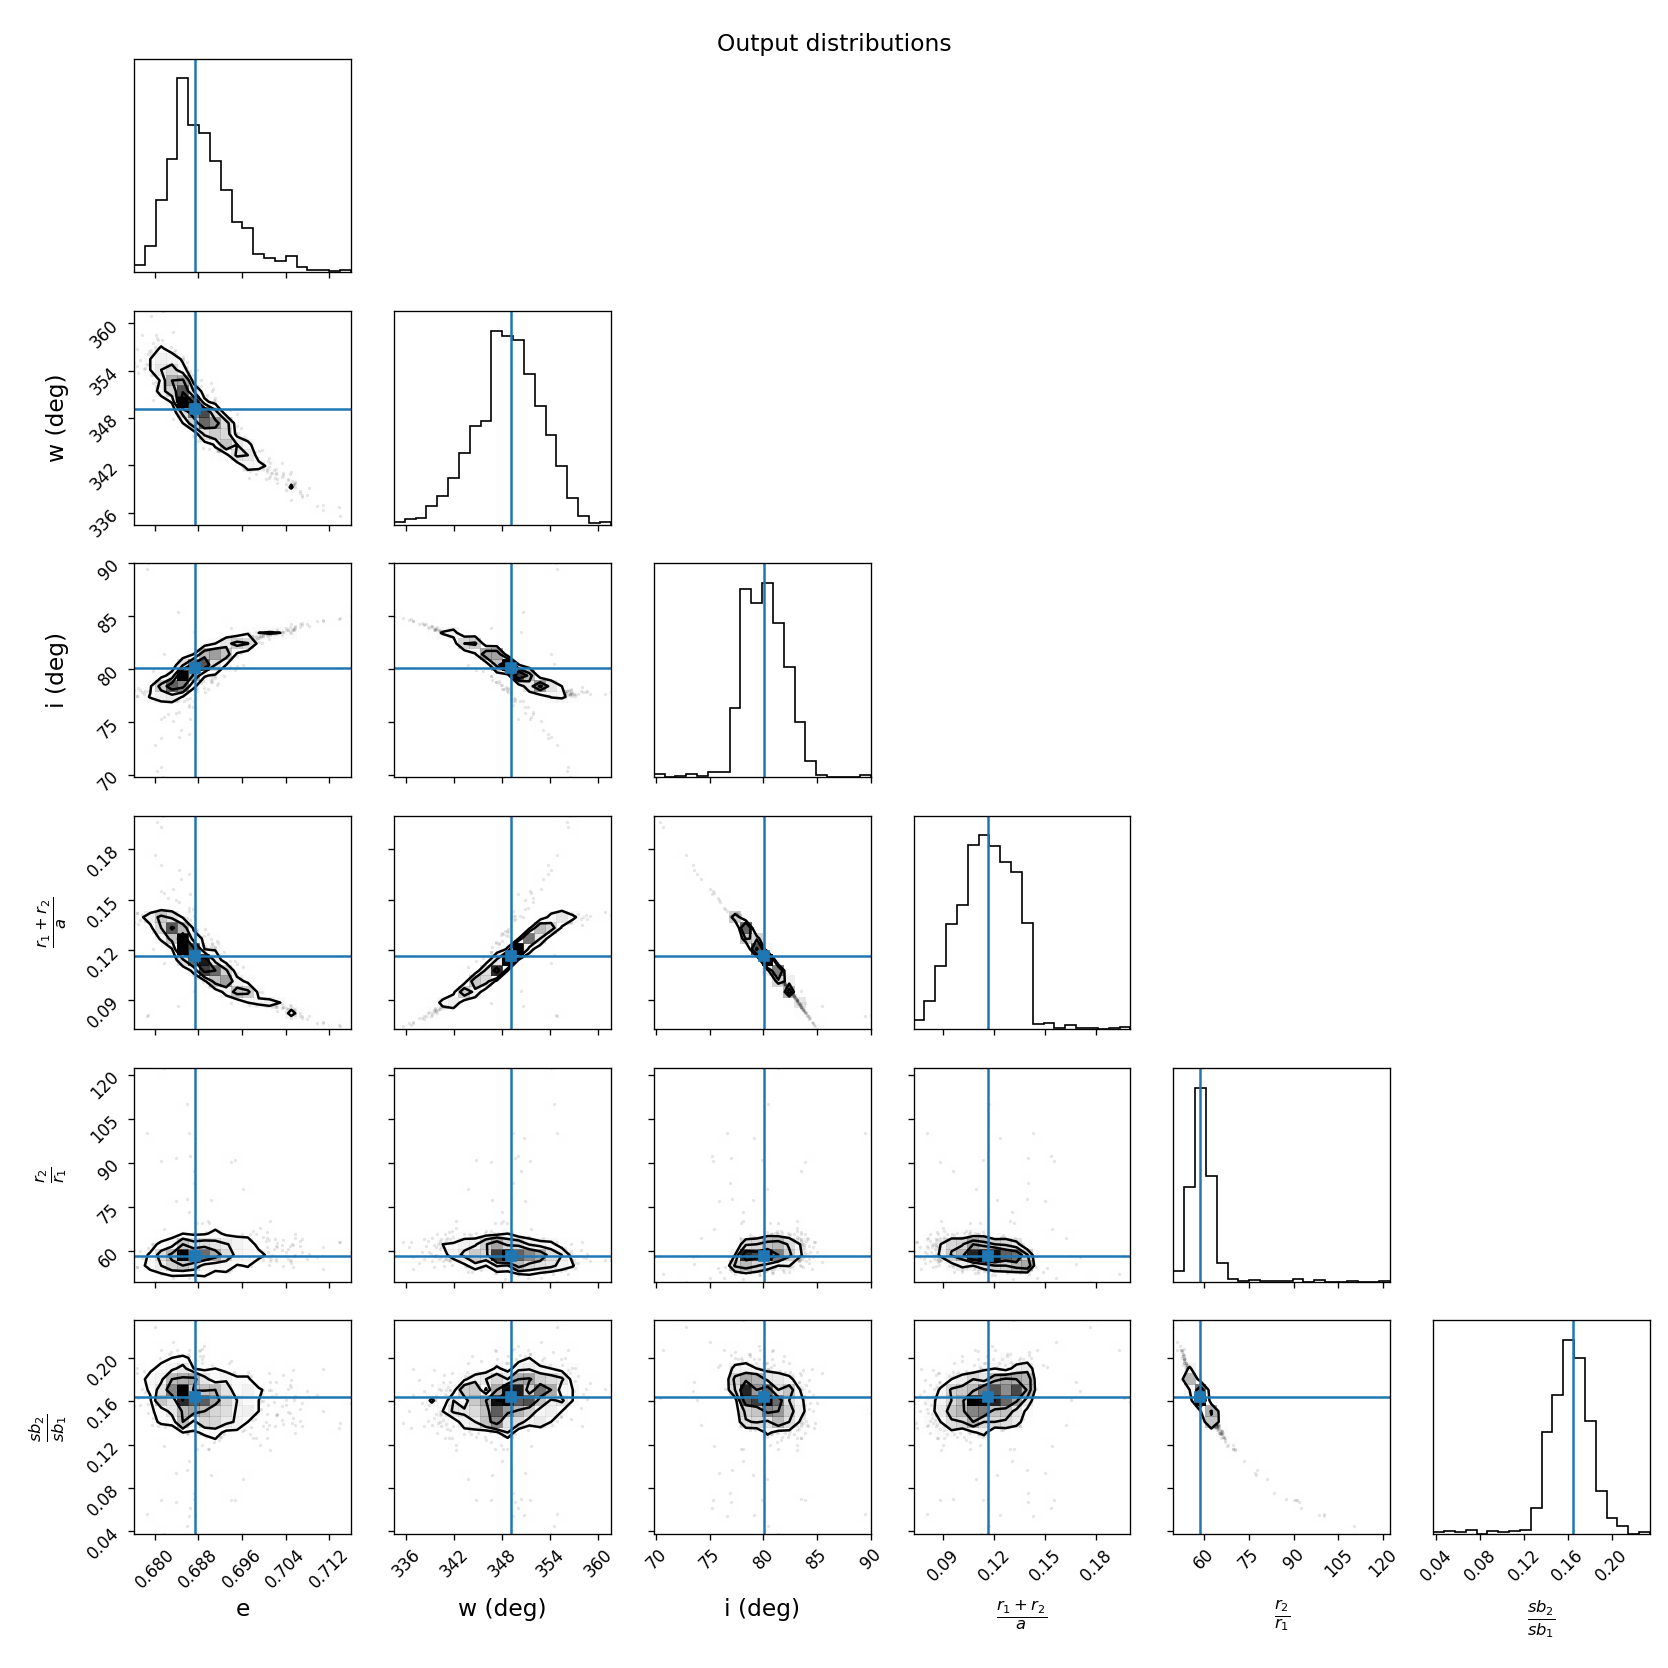 Output distributions
360
354
348
342
336
w (deg)
90
85
80
75
70
i (deg)
0.18
0.15
0.12
0.09
r₁ + r₂
a
120
105
90
75
60
r₂
r₁
0.20
0.16
0.12
0.08
0.04
sb₂
sb₁
0.680 0.688 0.696 0.704 0.712 336 342 348 354 360 70 75 80 85 90 0.09 0.12 0.15 0.18 60 75 90 105 120 0.04 0.08 0.12 0.16 0.20
e w (deg) i (deg) r₁ + r₂ r₂ sb₂
a r₁ sb₁